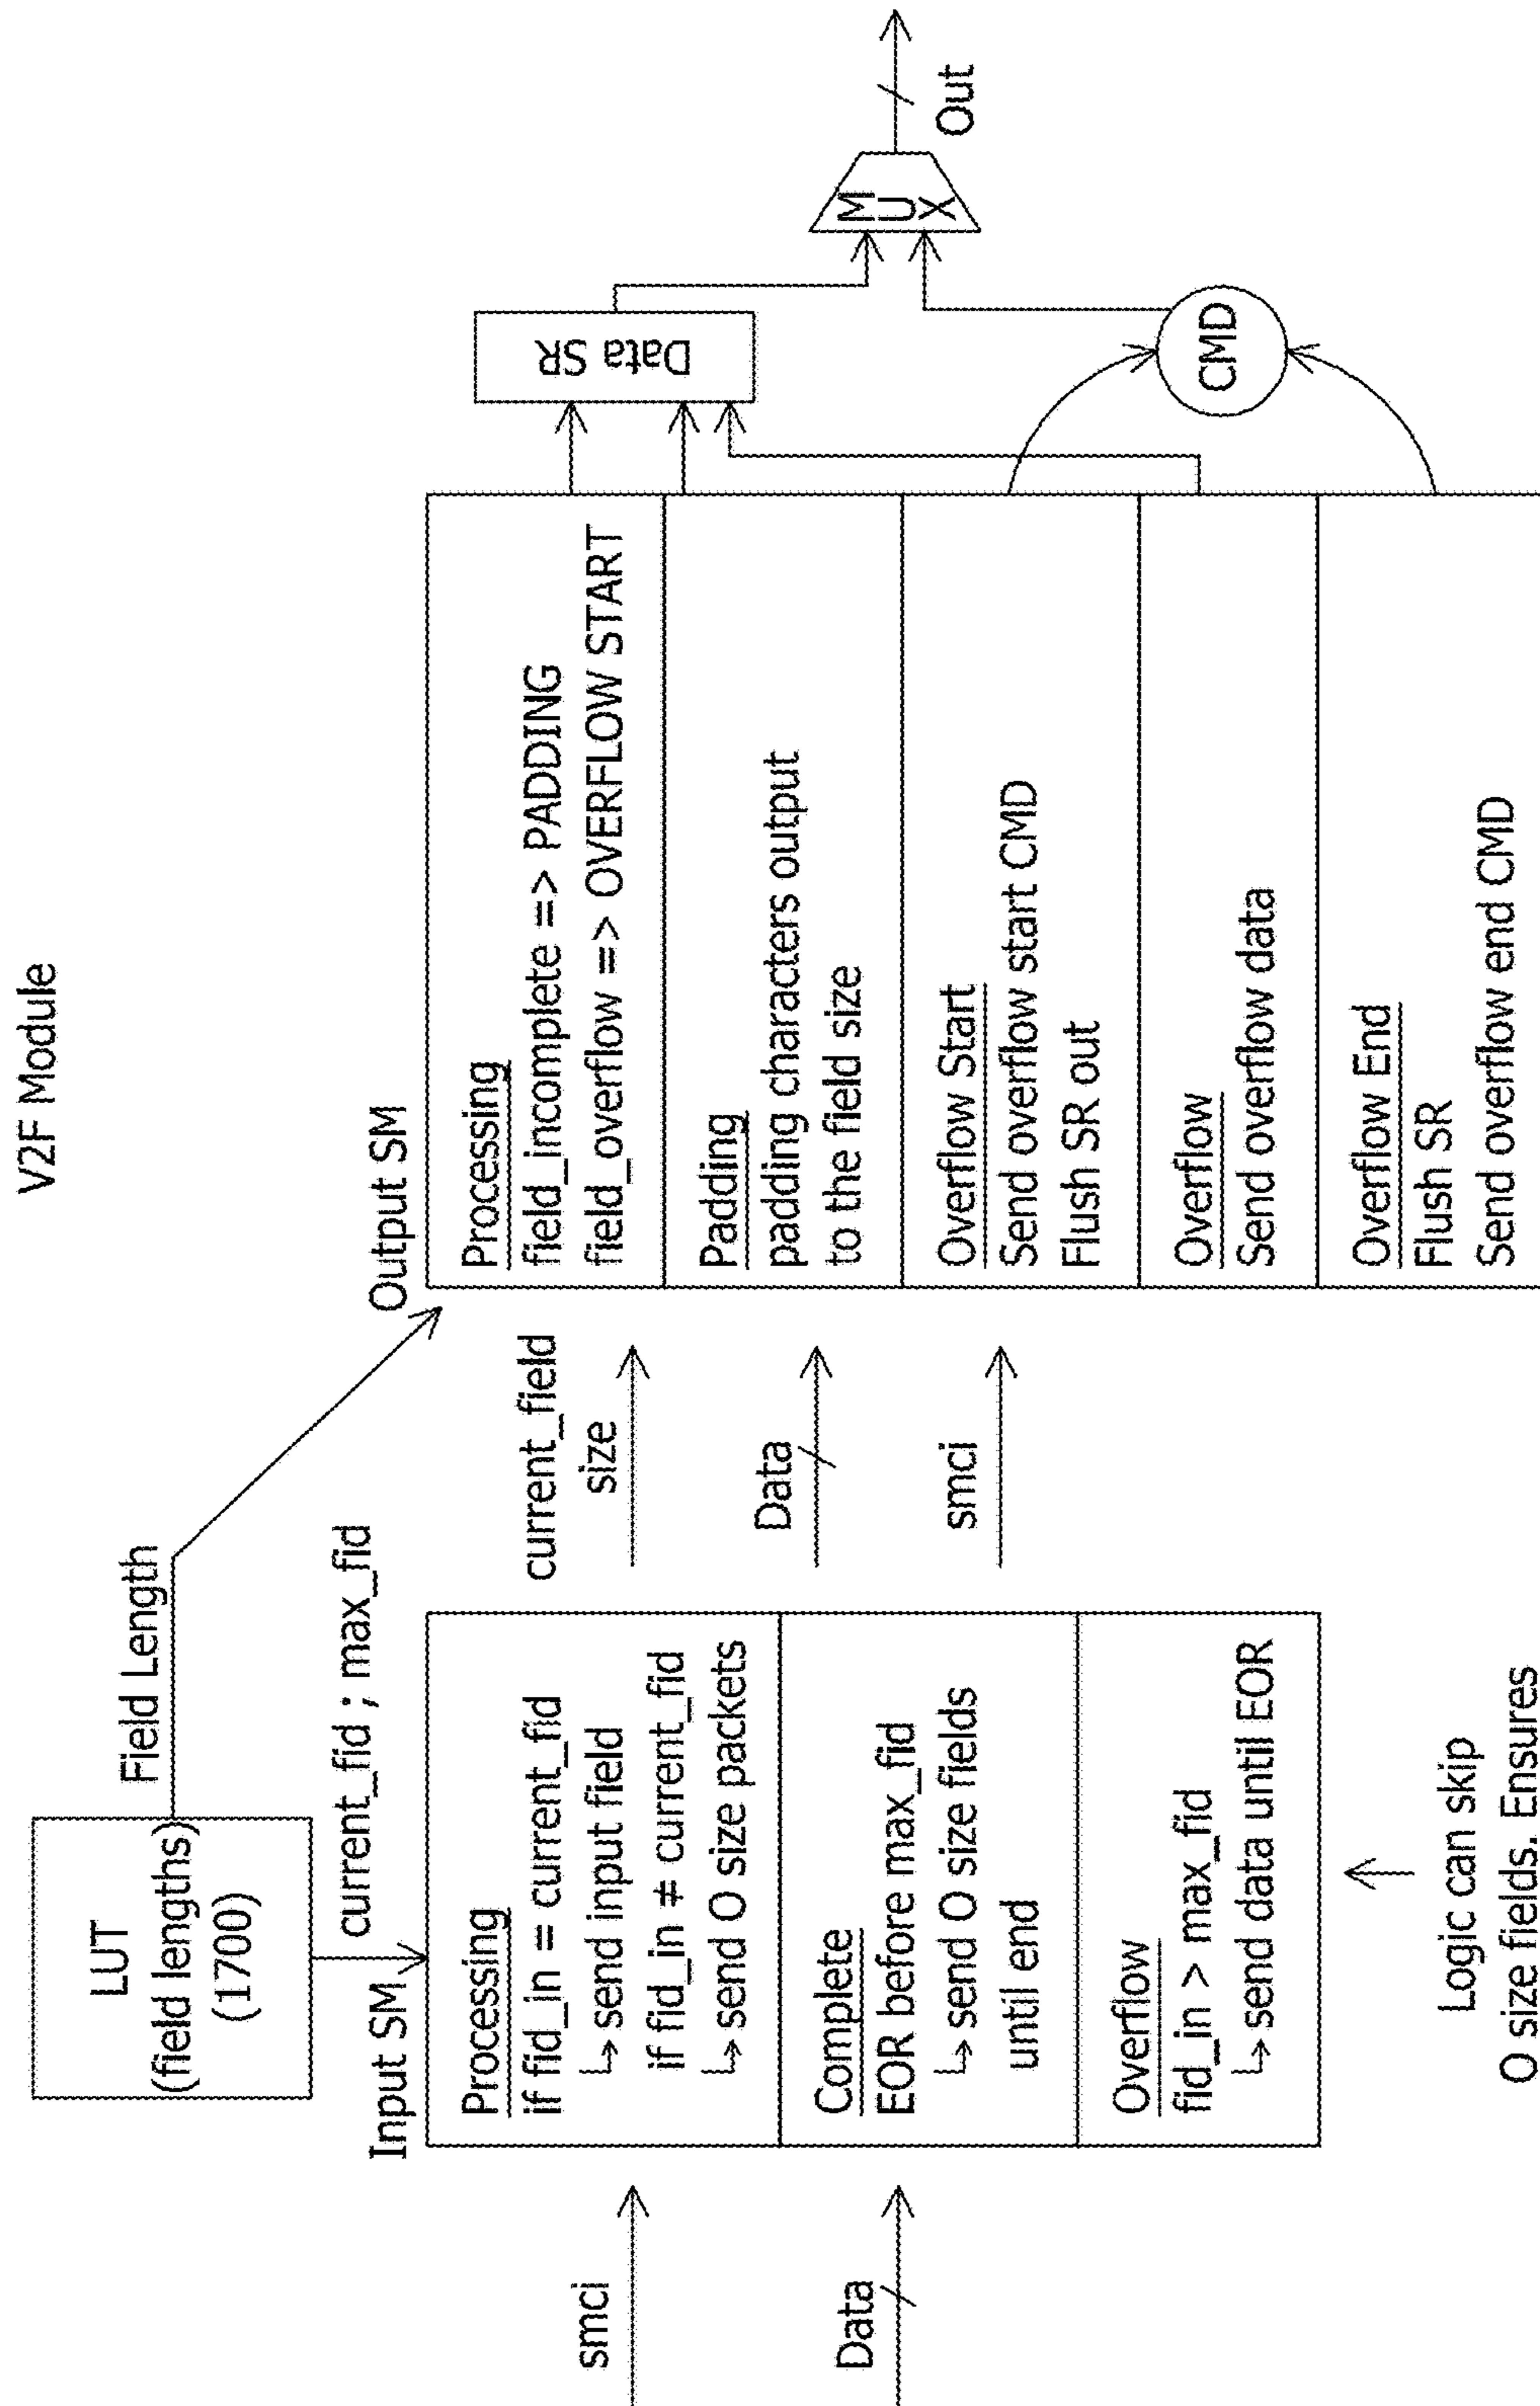 V2F Module
LUT
(field lengths)
(1700)
Field Length
current_fid ; max_fid
Input SM
smci
Data
Processing
if fid_in = current_fid
↳ send input field
if fid_in ≠ current_fid
↳ send O size packets
Complete
EOR before max_fid
↳ send O size fields
until end
Overflow
fid_in > max_fid
↳ send data until EOR
Logic can skip
O size fields. Ensures
current_field
size
Data
smci
Output SM
Processing
field_incomplete => PADDING
field_overflow => OVERFLOW START
Padding
padding characters output
to the field size
Overflow Start
Send overflow start CMD
Flush SR out
Overflow
Send overflow data
Overflow End
Flush SR
Send overflow end CMD
Data SR
CMD
MUX
Out